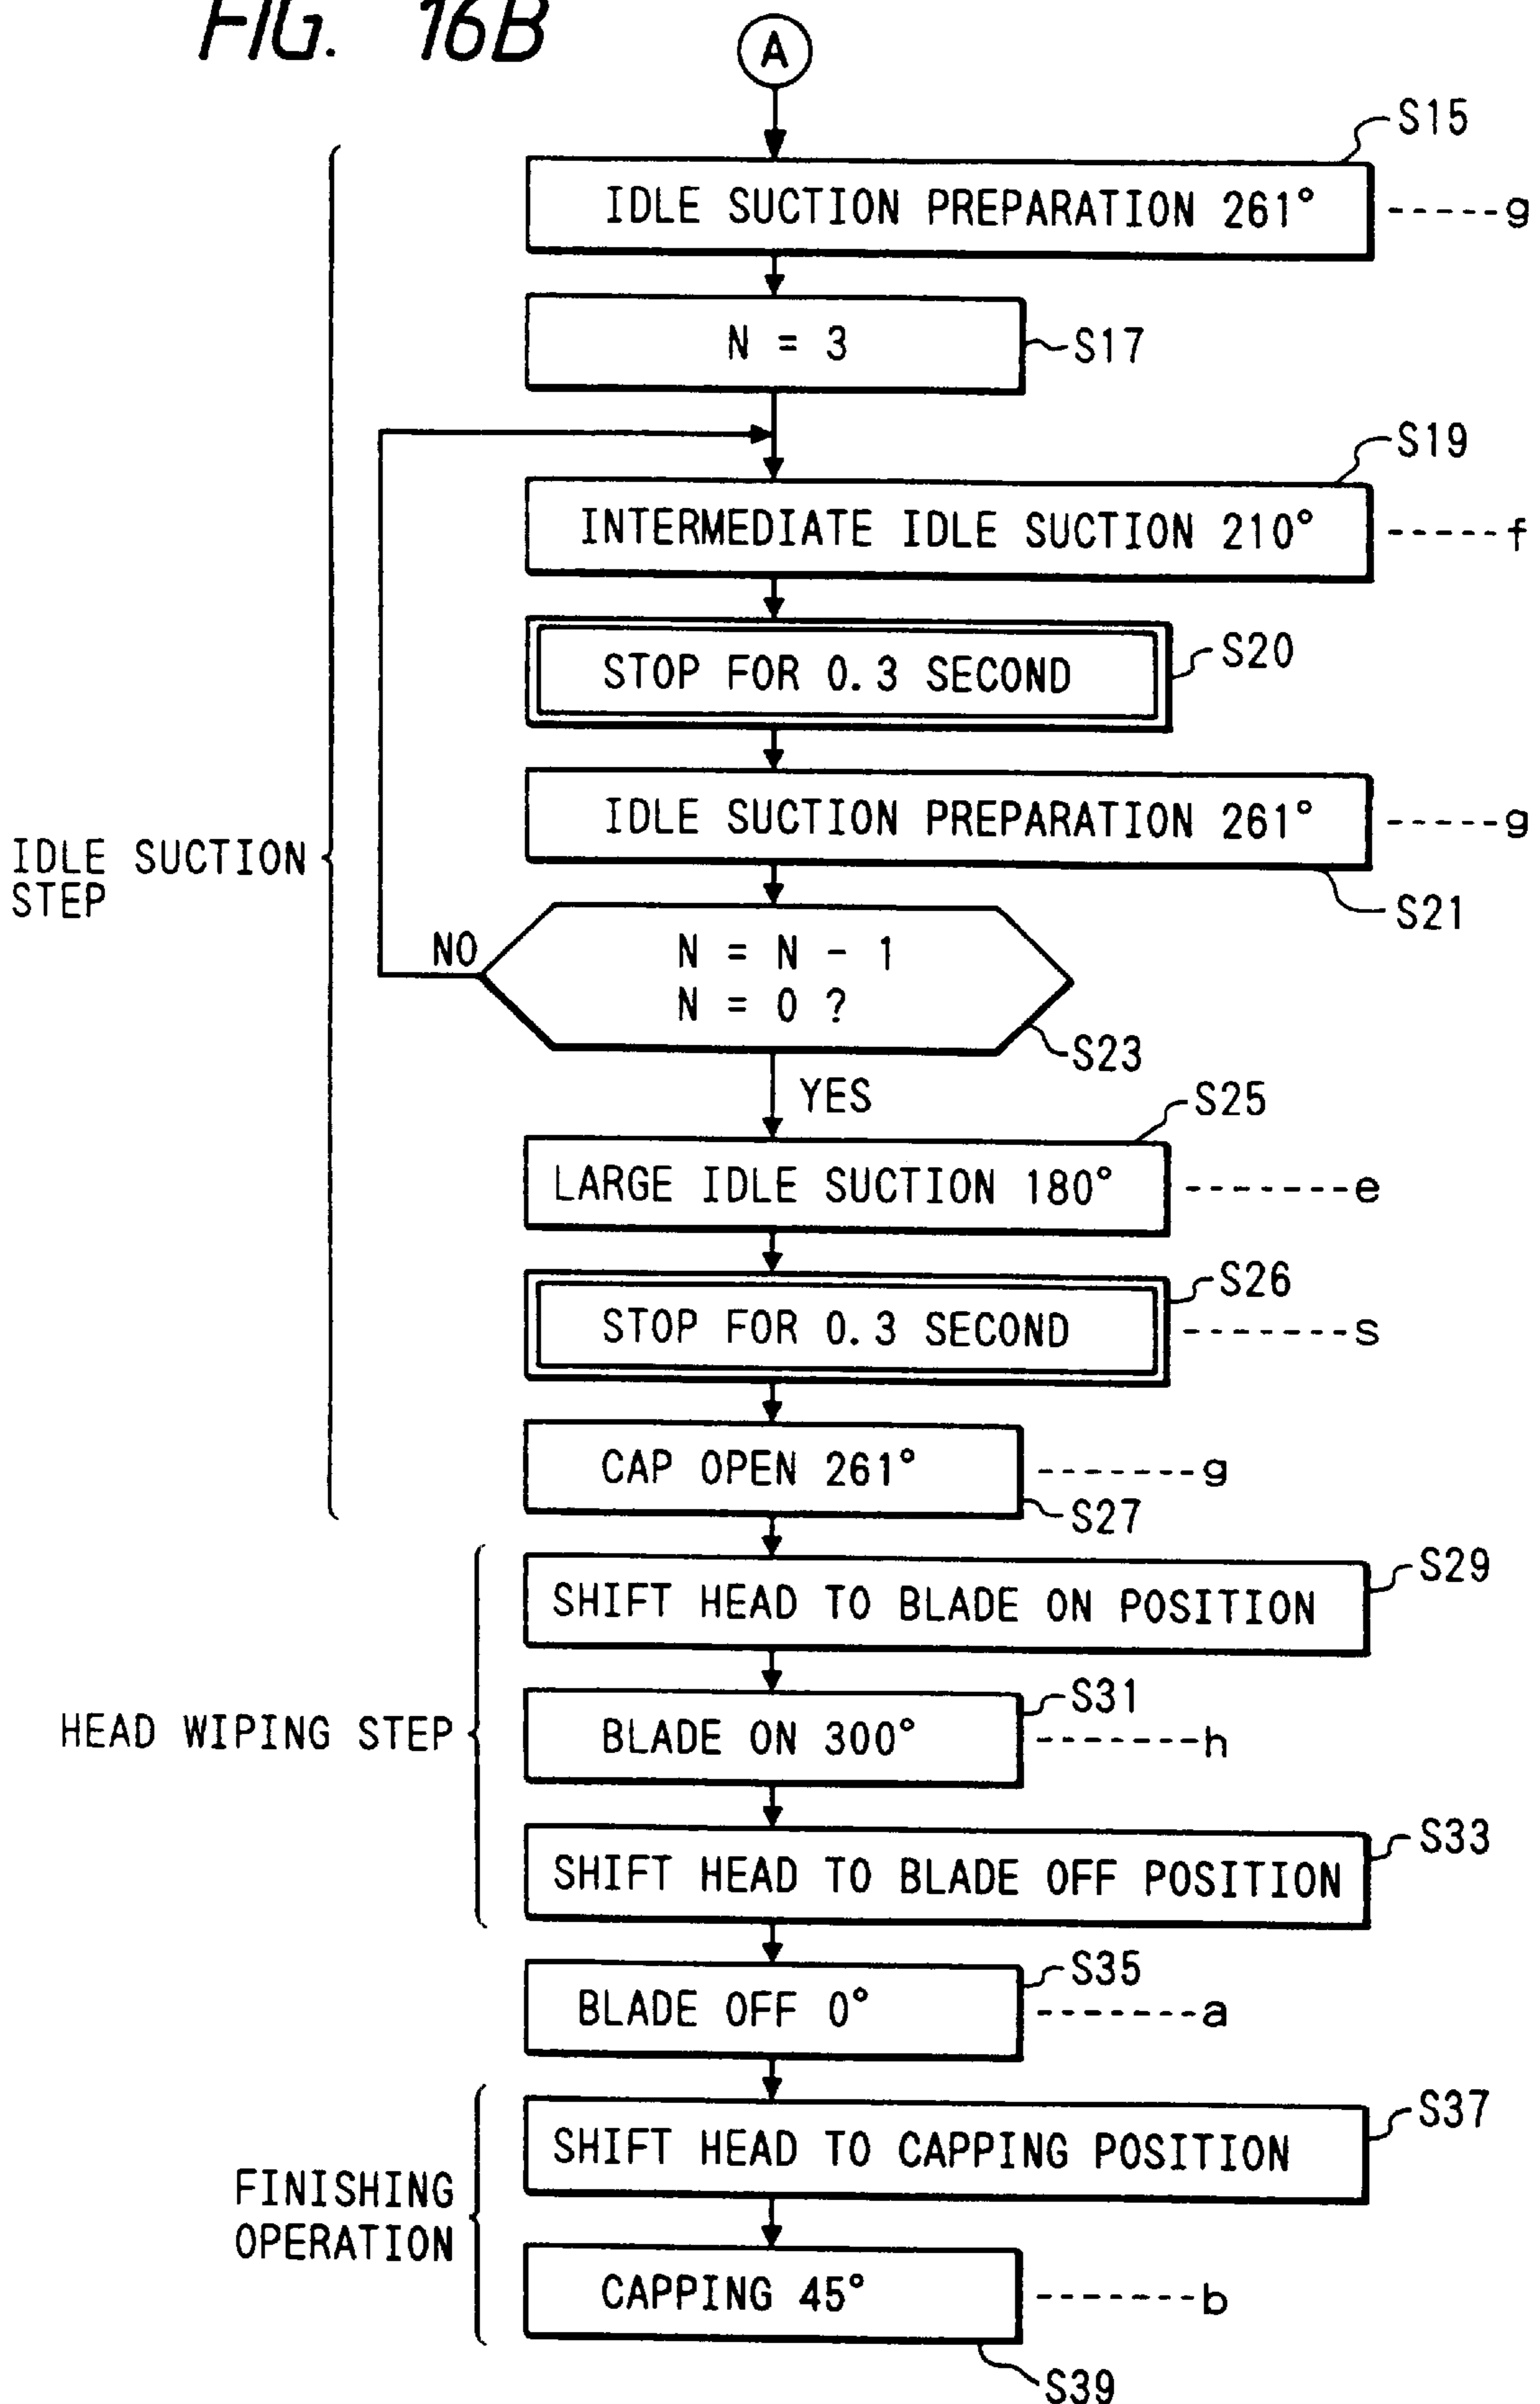 FIG. 16B
A
S15
IDLE SUCTION PREPARATION 261°
g
N = 3
S17
S19
INTERMEDIATE IDLE SUCTION 210°
f
STOP FOR 0.3 SECOND
S20
IDLE SUCTION PREPARATION 261°
g
S21
IDLE SUCTION
STEP
NO
N = N - 1
N = 0 ?
S23
YES
S25
LARGE IDLE SUCTION 180°
e
S26
STOP FOR 0.3 SECOND
s
CAP OPEN 261°
g
S27
S29
SHIFT HEAD TO BLADE ON POSITION
HEAD WIPING STEP
S31
BLADE ON 300°
h
S33
SHIFT HEAD TO BLADE OFF POSITION
S35
BLADE OFF 0°
a
S37
SHIFT HEAD TO CAPPING POSITION
FINISHING
OPERATION
CAPPING 45°
b
S39